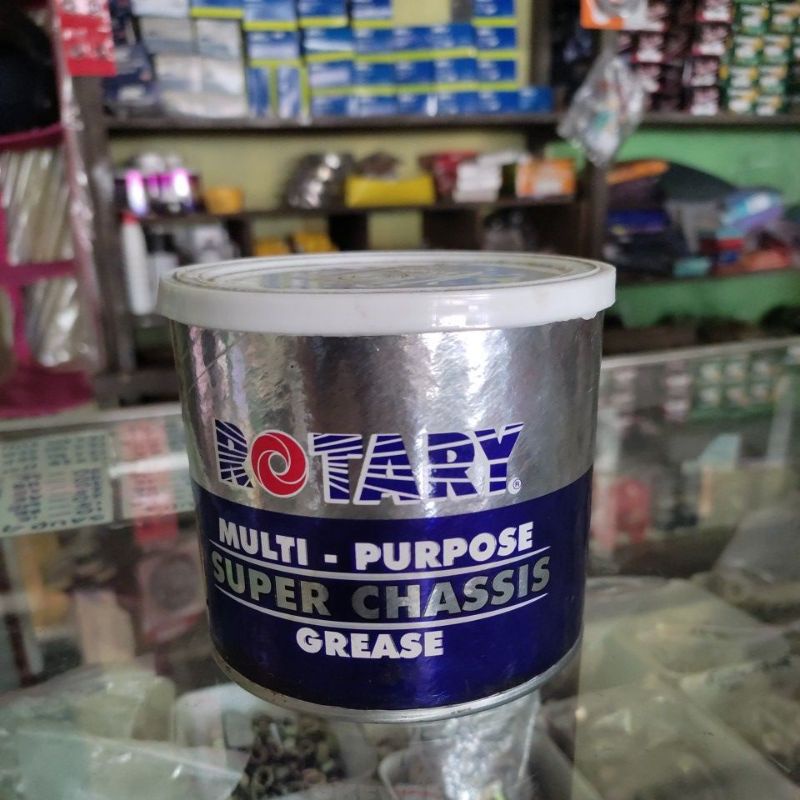 ROTARY®
MULTI - PURPOSE
SUPER CHASSIS
GREASE